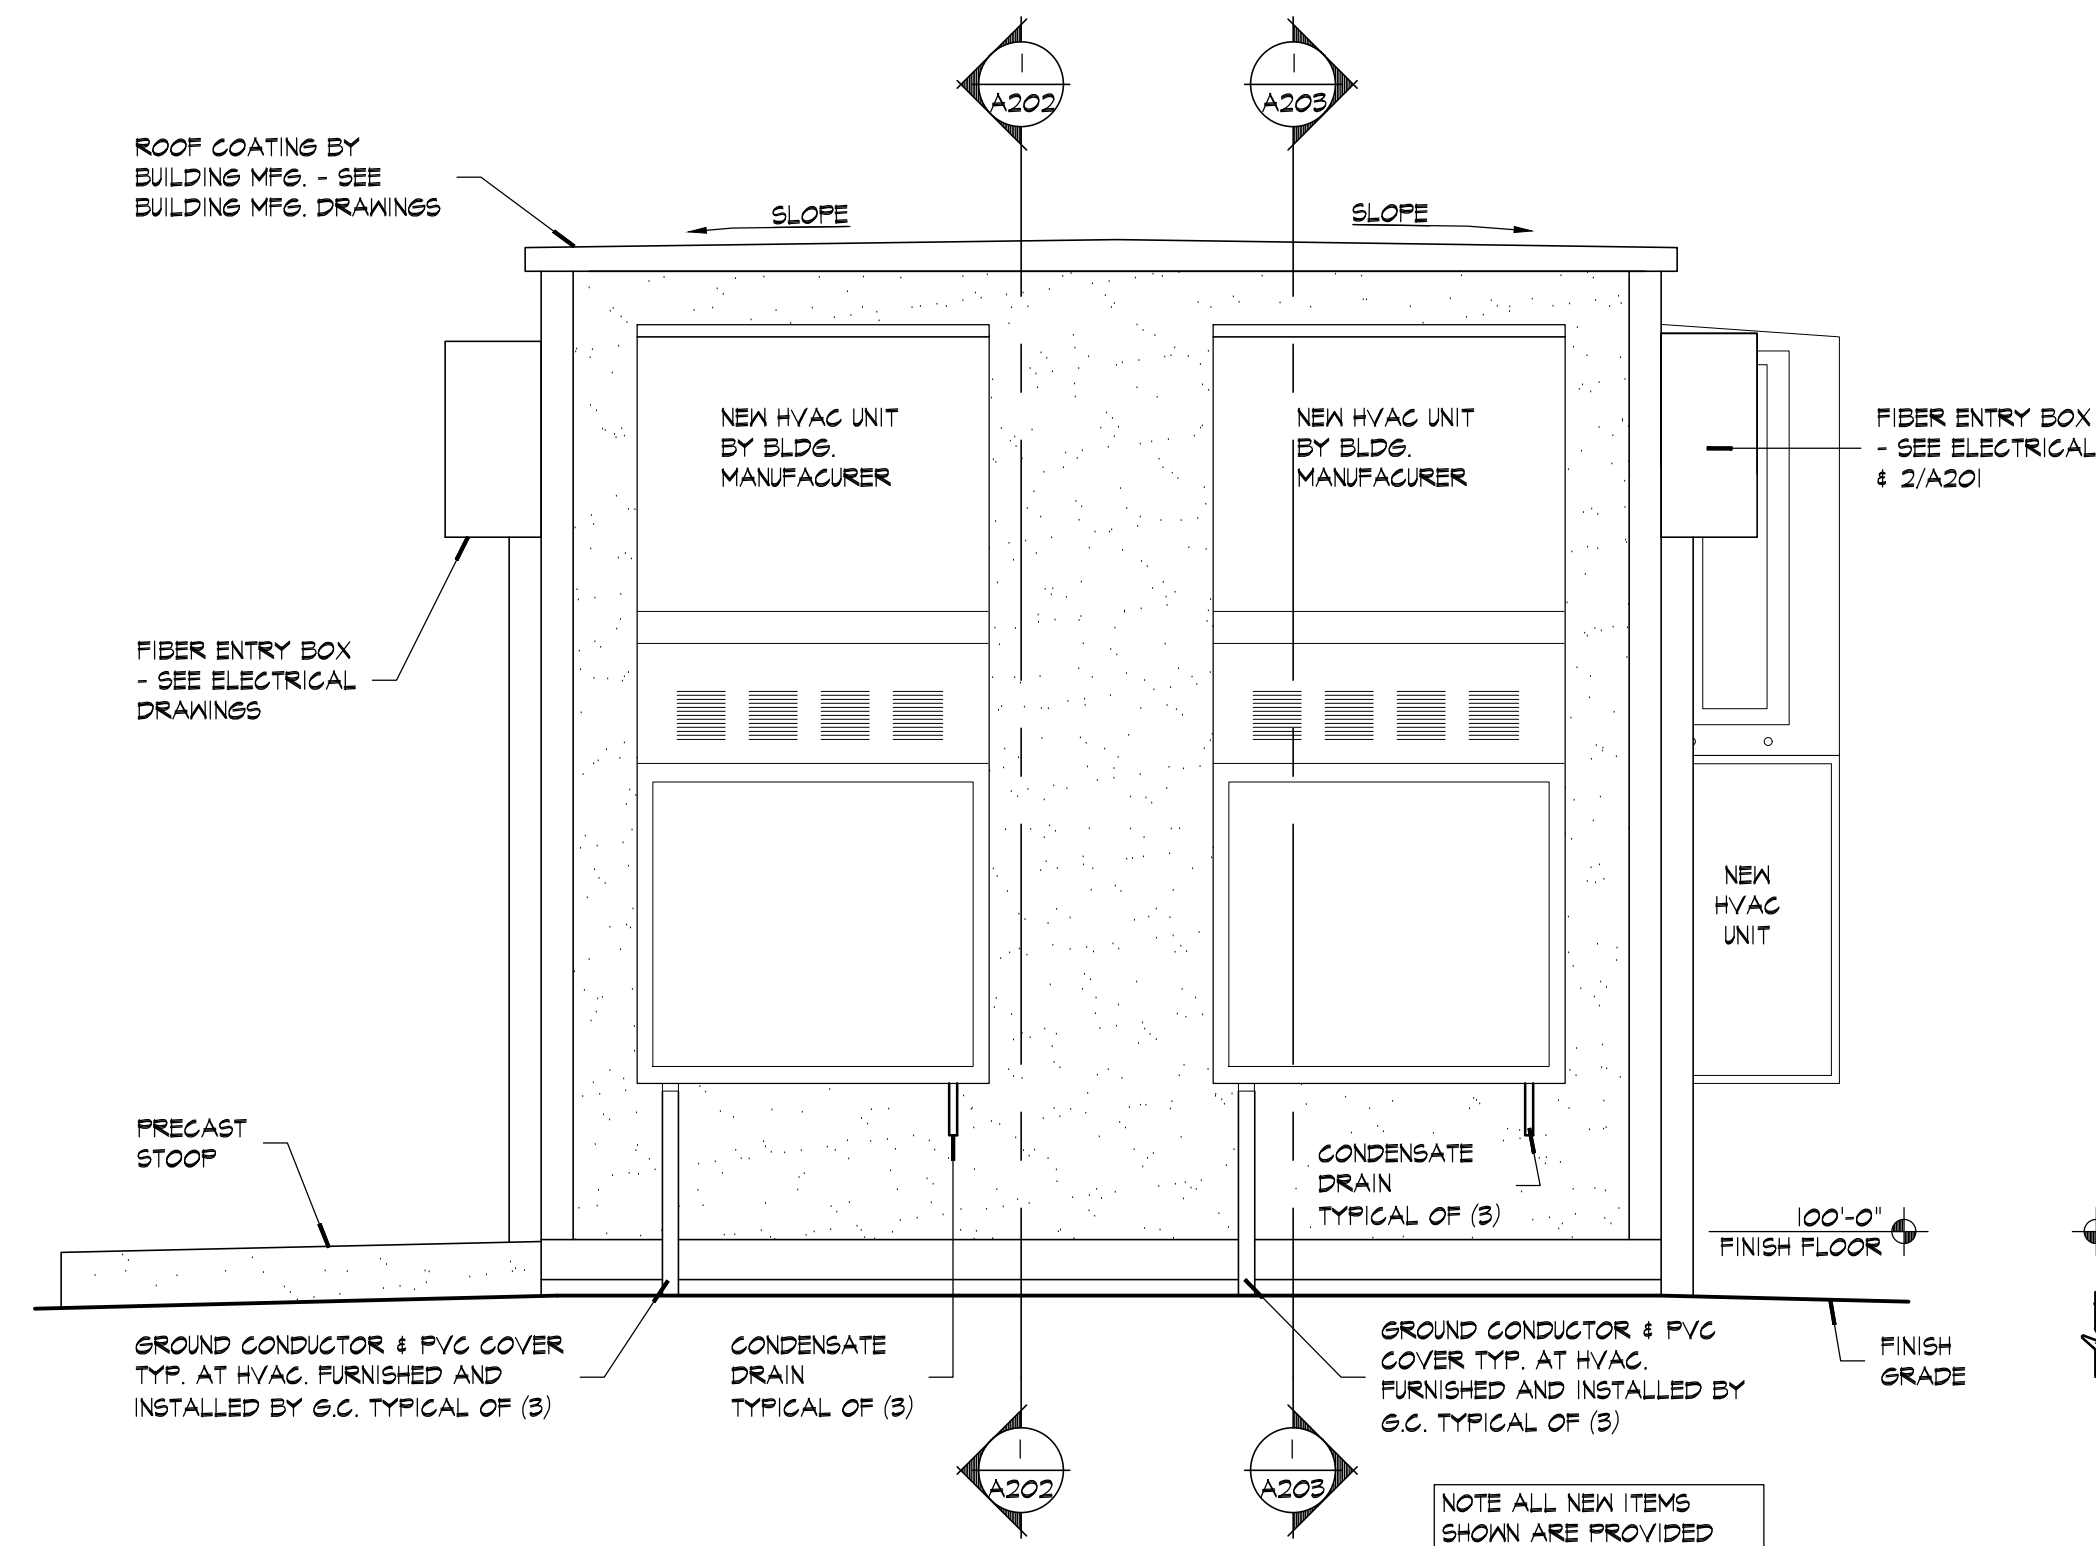 1
A202
1
A203
ROOF COATING BY
BUILDING MFG. - SEE
BUILDING MFG. DRAWINGS
SLOPE
SLOPE
NEW HVAC UNIT
BY BLDG.
MANUFACURER
NEW HVAC UNIT
BY BLDG.
MANUFACURER
FIBER ENTRY BOX
- SEE ELECTRICAL
& 2/A201
FIBER ENTRY BOX
- SEE ELECTRICAL
DRAWINGS
NEW
HVAC
UNIT
PRECAST
STOOP
CONDENSATE
DRAIN
TYPICAL OF (3)
100'-0"
FINISH FLOOR
GROUND CONDUCTOR & PVC COVER
TYP. AT HVAC. FURNISHED AND
INSTALLED BY G.C. TYPICAL OF (3)
CONDENSATE
DRAIN
TYPICAL OF (3)
GROUND CONDUCTOR & PVC
COVER TYP. AT HVAC.
FURNISHED AND INSTALLED BY
G.C. TYPICAL OF (3)
FINISH
GRADE
1
A202
1
A203
NOTE ALL NEW ITEMS
SHOWN ARE PROVIDED